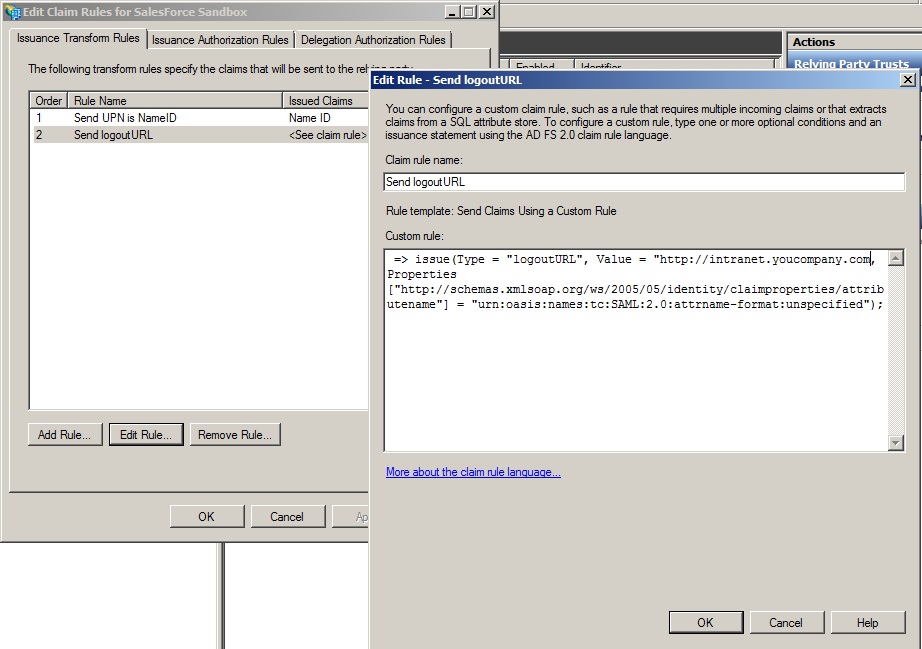 Edit Claim Rules for SalesForce Sandbox
Issuance Transform Rules
Issuance Authorization Rules
Delegation Authorization Rules
The following transform rules specify the claims that will be sent to the relying party.
Order
Rule Name
Issued Claims
1
Send UPN is NameID
Name ID
2
Send logoutURL
<See claim rule>
Add Rule...
Edit Rule...
Remove Rule...
OK
Cancel
Ap
Enabled
Identifier
Actions
Relying Party Trusts
Edit Rule - Send logoutURL
You can configure a custom claim rule, such as a rule that requires multiple incoming claims or that extracts
claims from a SQL attribute store. To configure a custom rule, type one or more optional conditions and an
issuance statement using the AD FS 2.0 claim rule language.
Claim rule name:
Send logoutURL
Rule template: Send Claims Using a Custom Rule
Custom rule:
=> issue(Type = "logoutURL", Value = "http://intranet.youcompany.com,
Properties
["http://schemas.xmlsoap.org/ws/2005/05/identity/claimproperties/attrib
utename"] = "urn:oasis:names:tc:SAML:2.0:attrname-format:unspecified");
More about the claim rule language...
OK
Cancel
Help